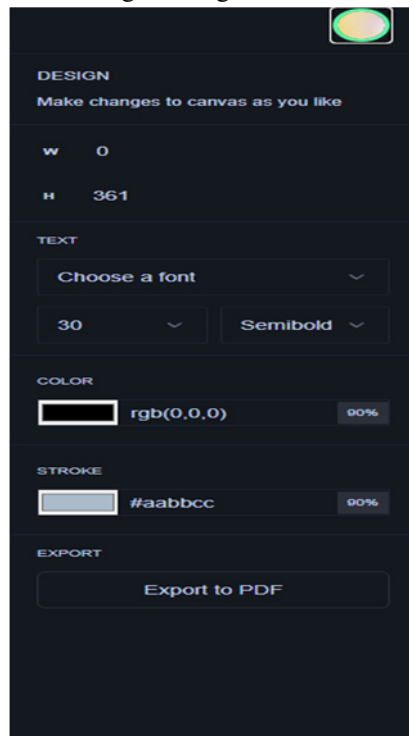 DESIGN
Make changes to canvas as you like
W 0
H 361
TEXT
Choose a font
30 Semibold
COLOR
rgb(0,0,0) 90%
STROKE
#aabbcc 90%
EXPORT
Export to PDF